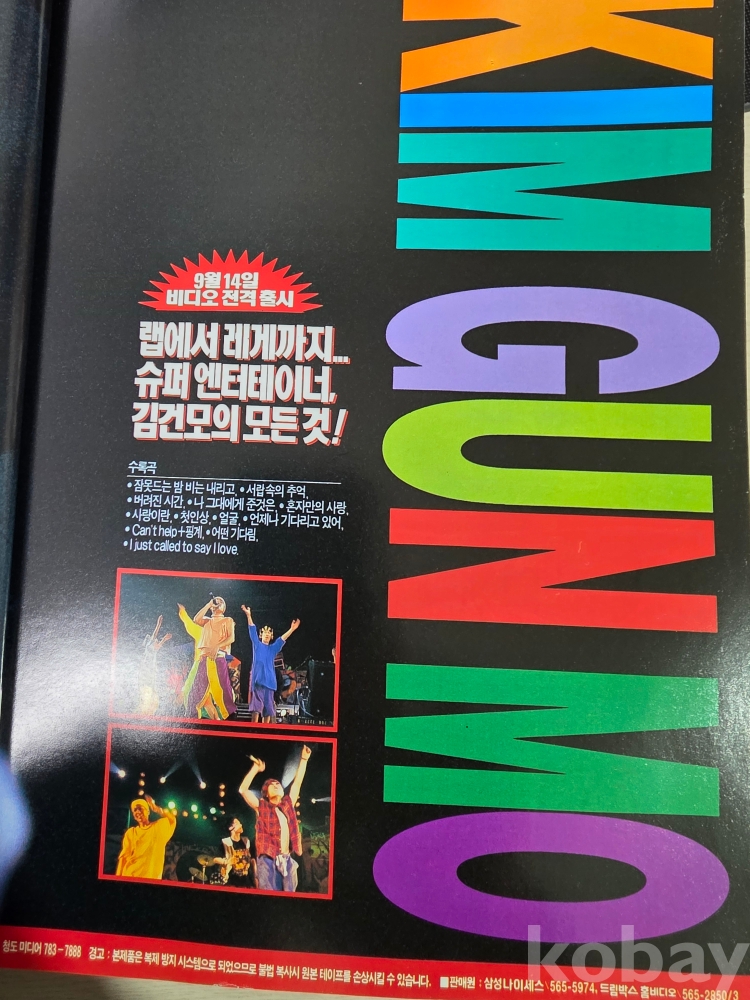 KIM GUN MO
9월 14일
비디오 전격 출시
랩에서 레게까지...
슈퍼 엔터테이너,
김건모의 모든 것!
수록곡
• 잠못드는 밤 비는 내리고, • 서랍 속의 추억,
• 버려진 시간, • 나 그대에게 준것은, • 혼자만의 사랑,
• 사랑이란, • 첫인상, • 얼굴, • 언제나 기다리고 있어,
• Can't help+핑계, • 어떤 기다림,
• I just called to say I love.
청도 미디어 783-7888 경고 : 본제품은 복제 방지 시스템으로 되었으므로 불법 복사시 원본 테이프를 손상시킬 수 있습니다. ■판매원 : 삼성나이세스 565-5974, 드림박스 홈비디오 565-2850/3
kobay